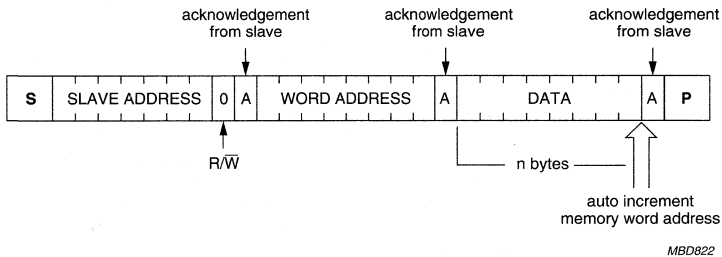 acknowledgement acknowledgement acknowledgement
from slave from slave from slave
S SLAVE ADDRESS 0 A WORD ADDRESS A DATA A P
R/W̅ n bytes
auto increment
memory word address
MBD822